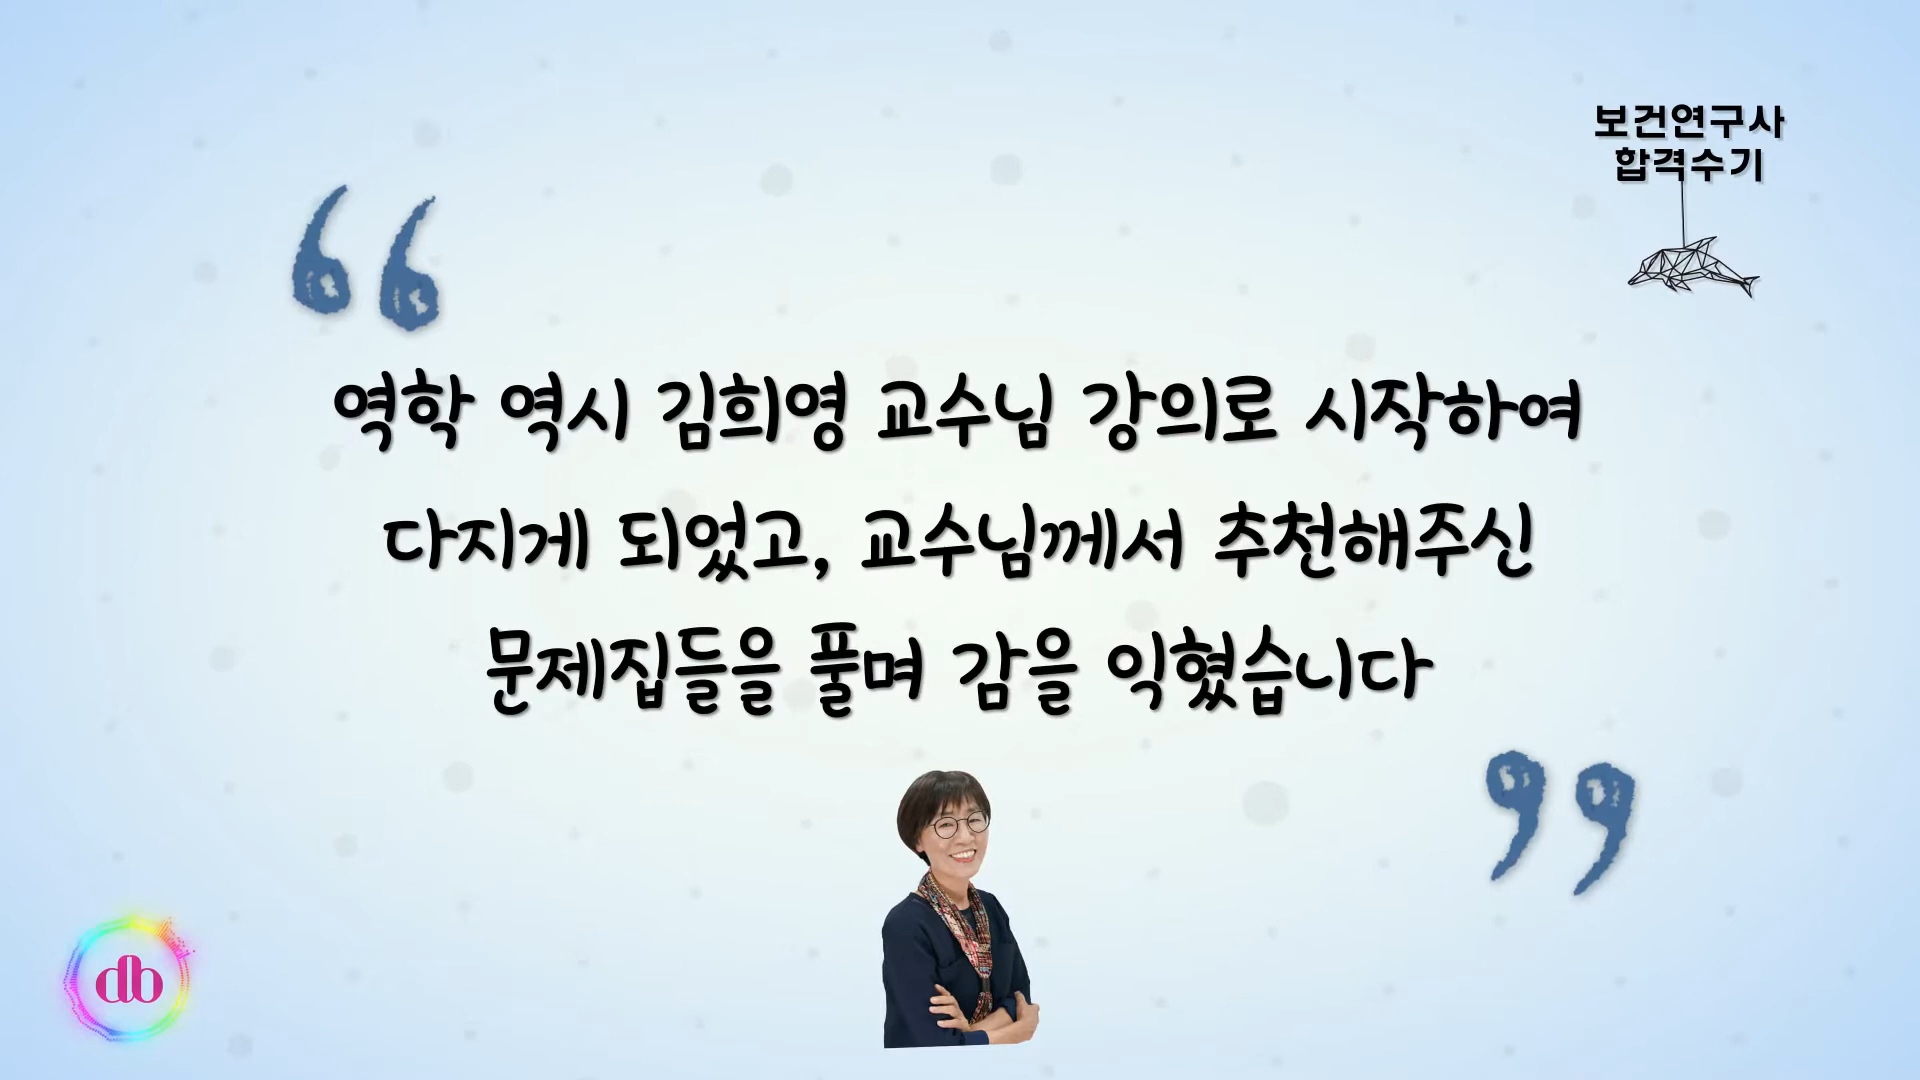 보건연구사
합격수기
역학 역시 김희영 교수님 강의로 시작하여
다지게 되었고, 교수님께서 추천해주신
문제집들을 풀며 감을 익혔습니다
db